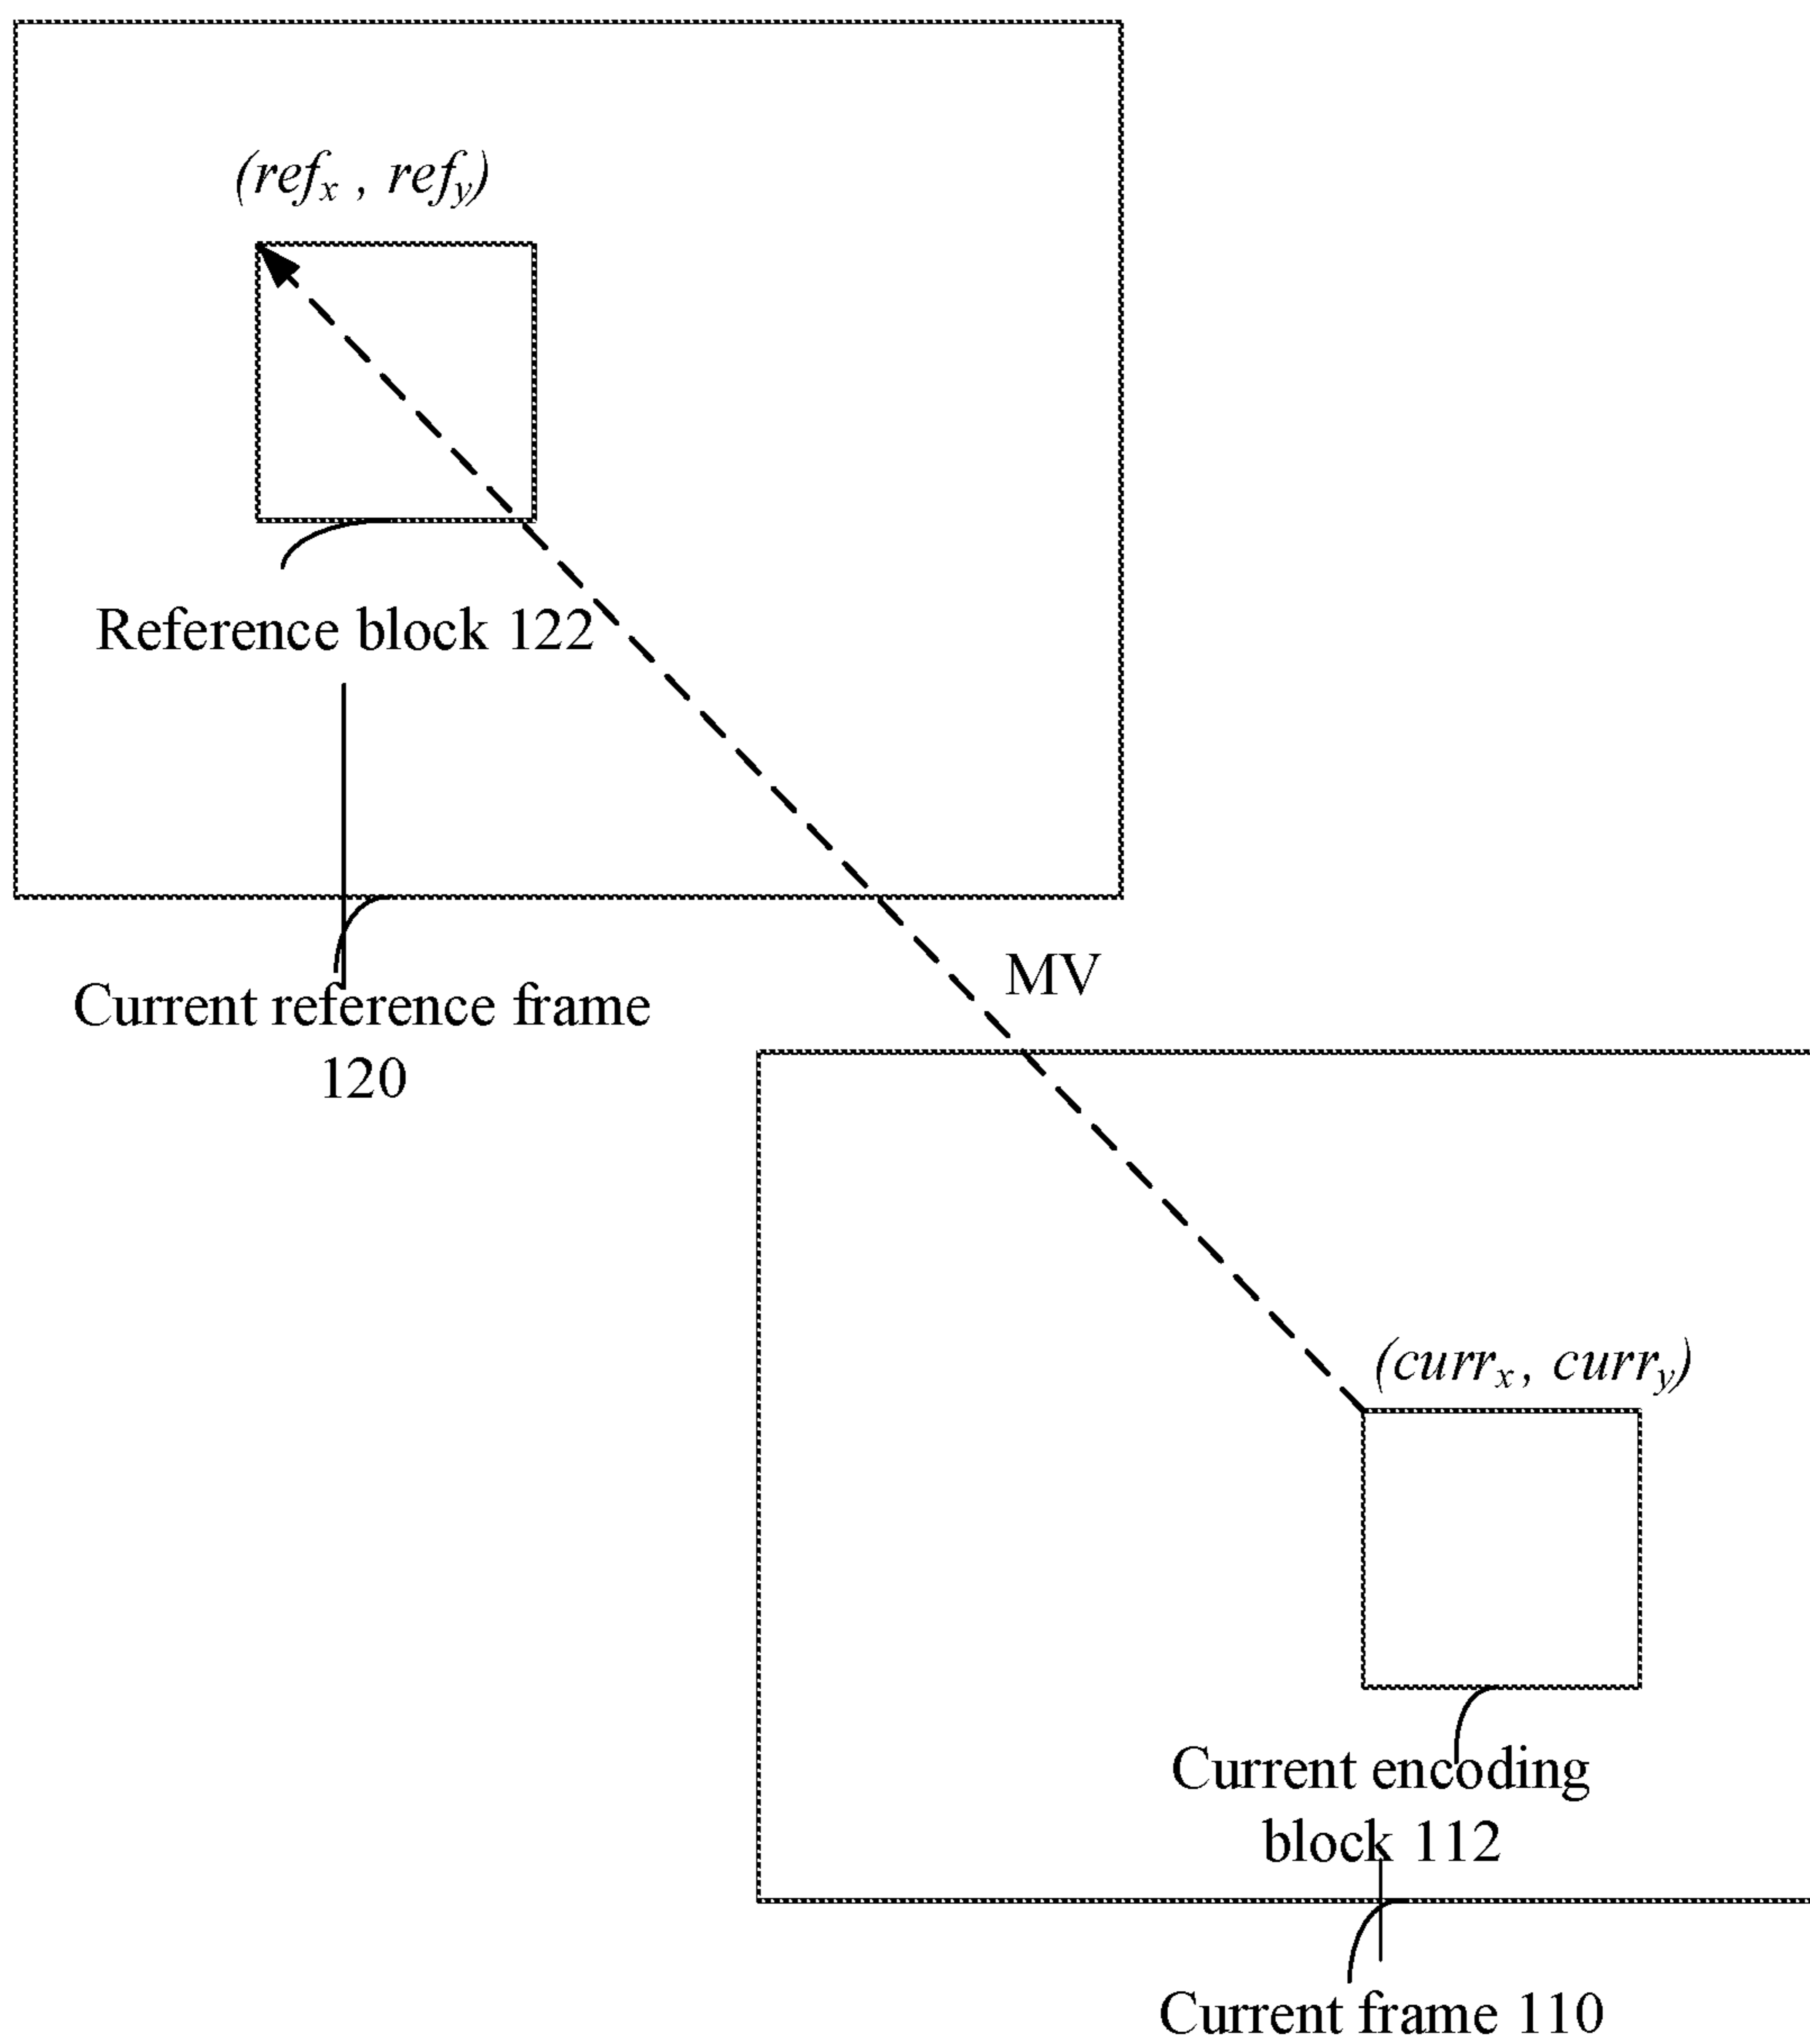 (refx , refy)
Reference block 122
Current reference frame
120
MV
(currx , curry)
Current encoding
block 112
Current frame 110